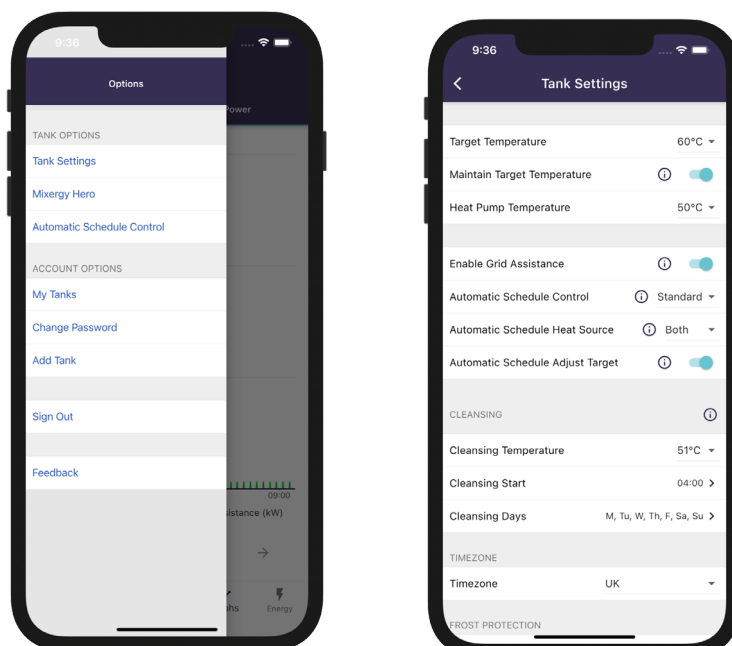 9:36
Options
Power
TANK OPTIONS
Tank Settings
Mixergy Hero
Automatic Schedule Control
ACCOUNT OPTIONS
My Tanks
Change Password
Add Tank
Sign Out
Feedback
09:00
sistance (kW)
phs
Energy
9:36
Tank Settings
Target Temperature 60°C
Maintain Target Temperature
Heat Pump Temperature 50°C
Enable Grid Assistance
Automatic Schedule Control Standard
Automatic Schedule Heat Source Both
Automatic Schedule Adjust Target
CLEANSING
Cleansing Temperature 51°C
Cleansing Start 04:00
Cleansing Days M, Tu, W, Th, F, Sa, Su
TIMEZONE
Timezone UK
FROST PROTECTION